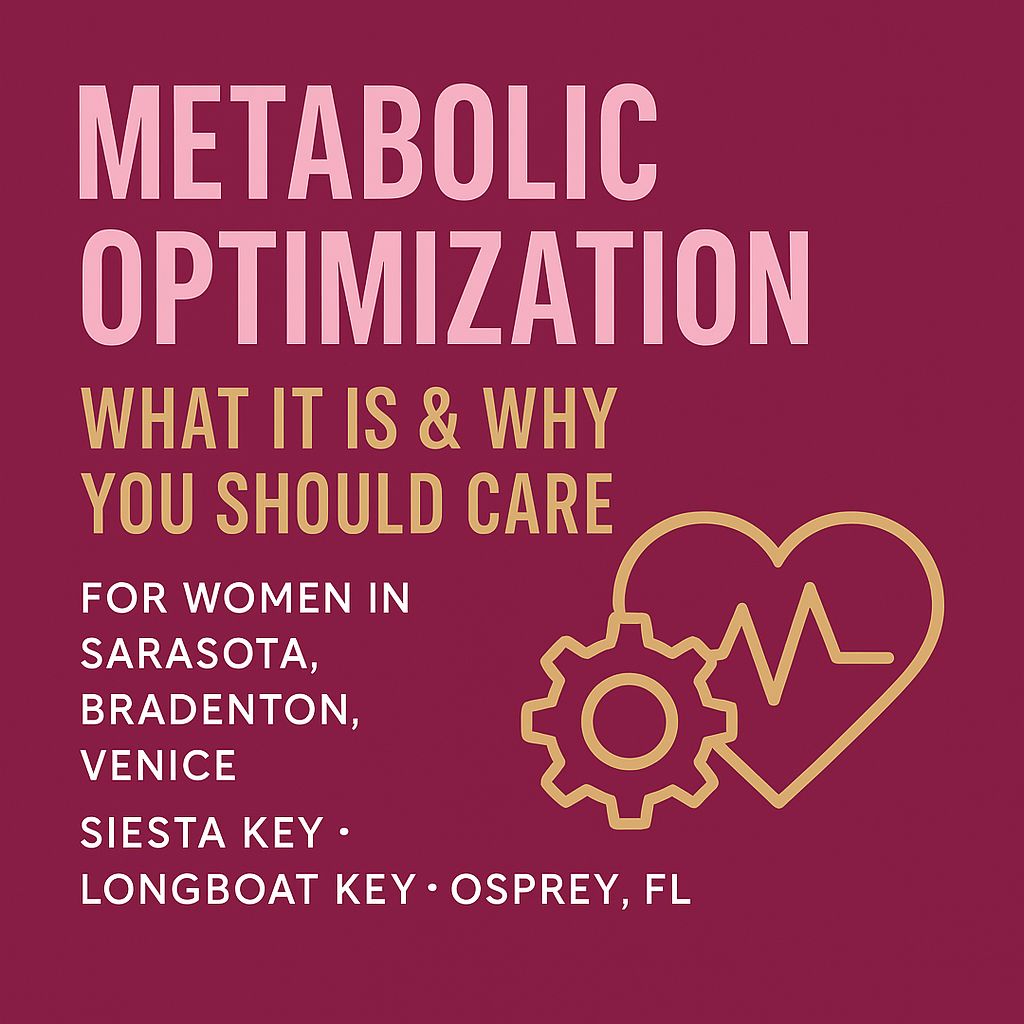 METABOLIC
OPTIMIZATION
WHAT IT IS & WHY
YOU SHOULD CARE
FOR WOMEN IN
SARASOTA,
BRADENTON,
VENICE
SIESTA KEY •
LONGBOAT KEY • OSPREY, FL